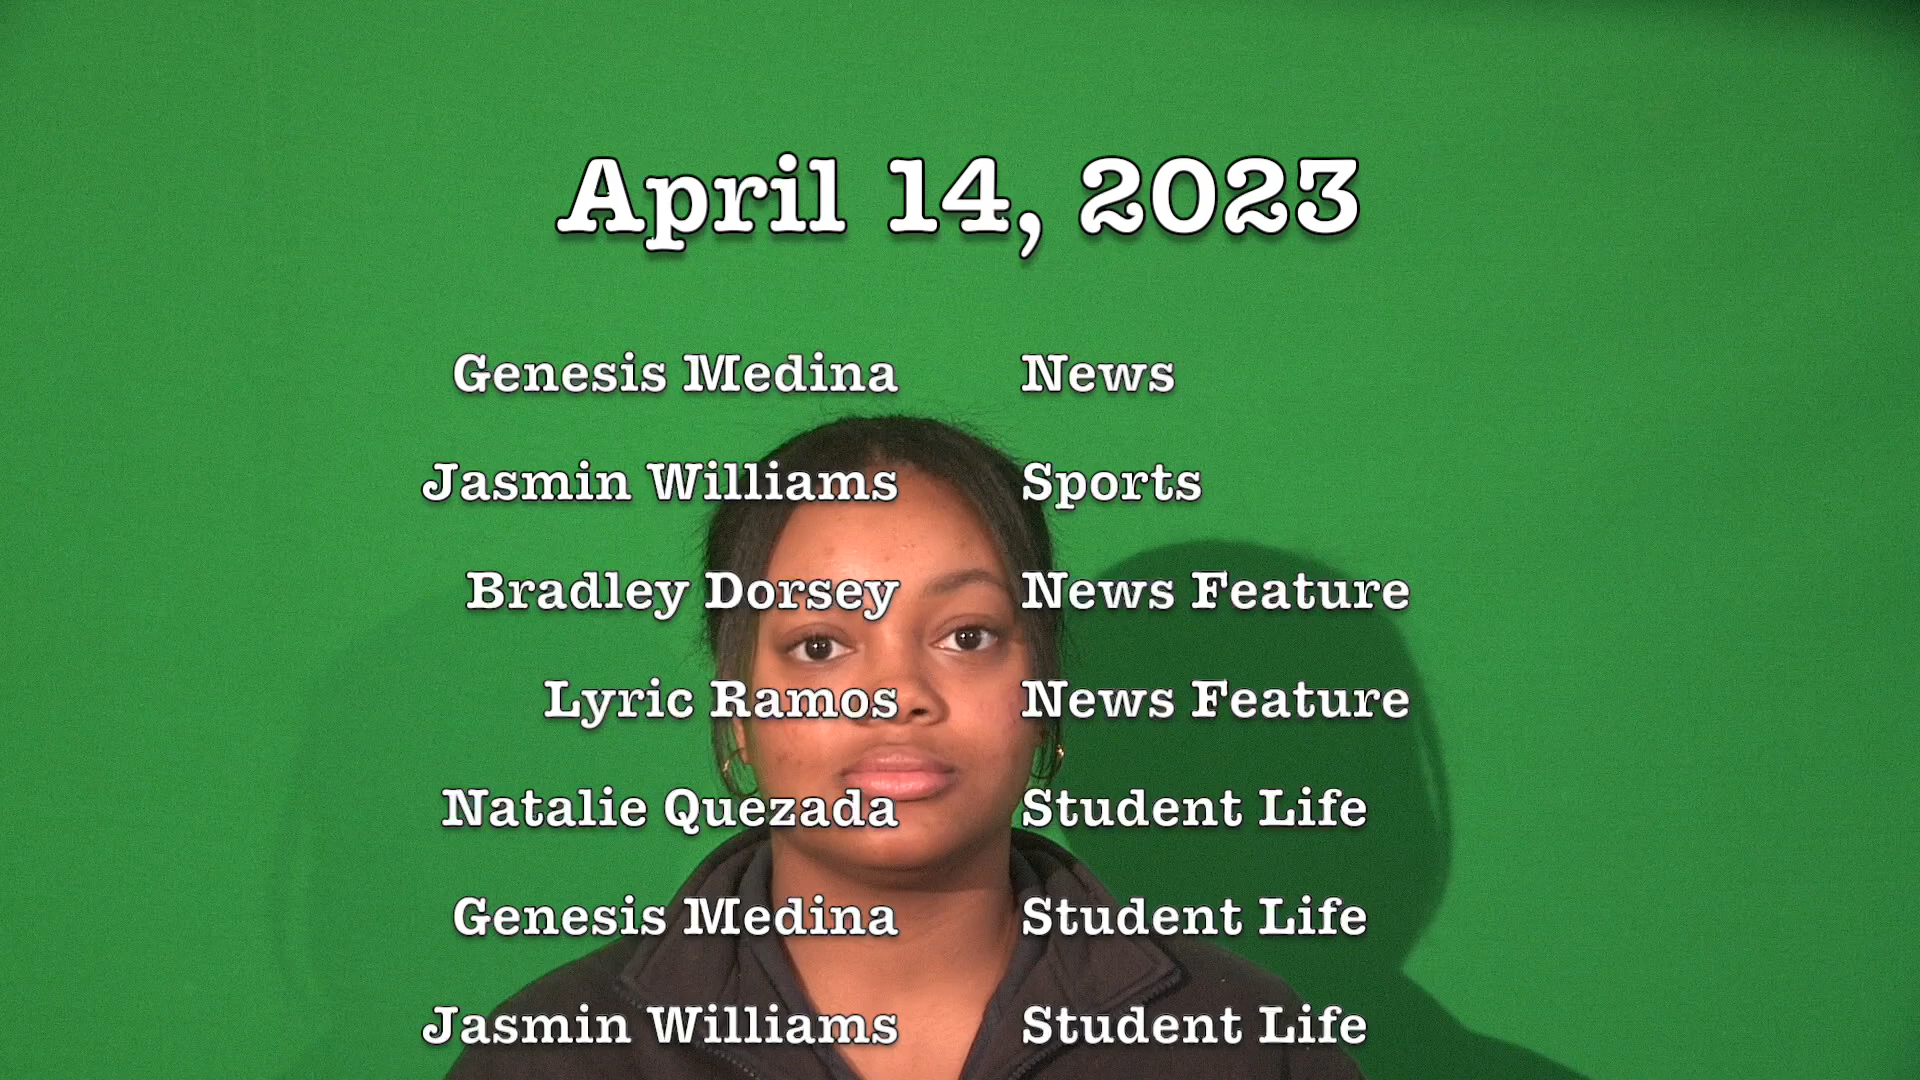 April 14, 2023
Genesis Medina News
Jasmin Williams Sports
Bradley Dorsey News Feature
Lyric Ramos News Feature
Natalie Quezada Student Life
Genesis Medina Student Life
Jasmin Williams Student Life